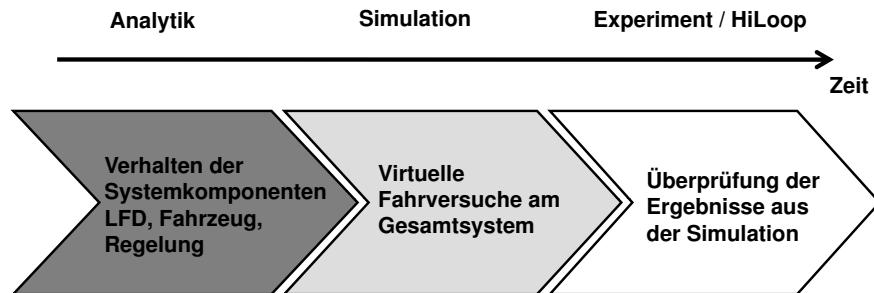 Analytik
Simulation
Experiment / HiLoop
Zeit
Verhalten der
Systemkomponenten
LFD, Fahrzeug,
Regelung
Virtuelle
Fahrversuche am
Gesamtsystem
Überprüfung der
Ergebnisse aus
der Simulation